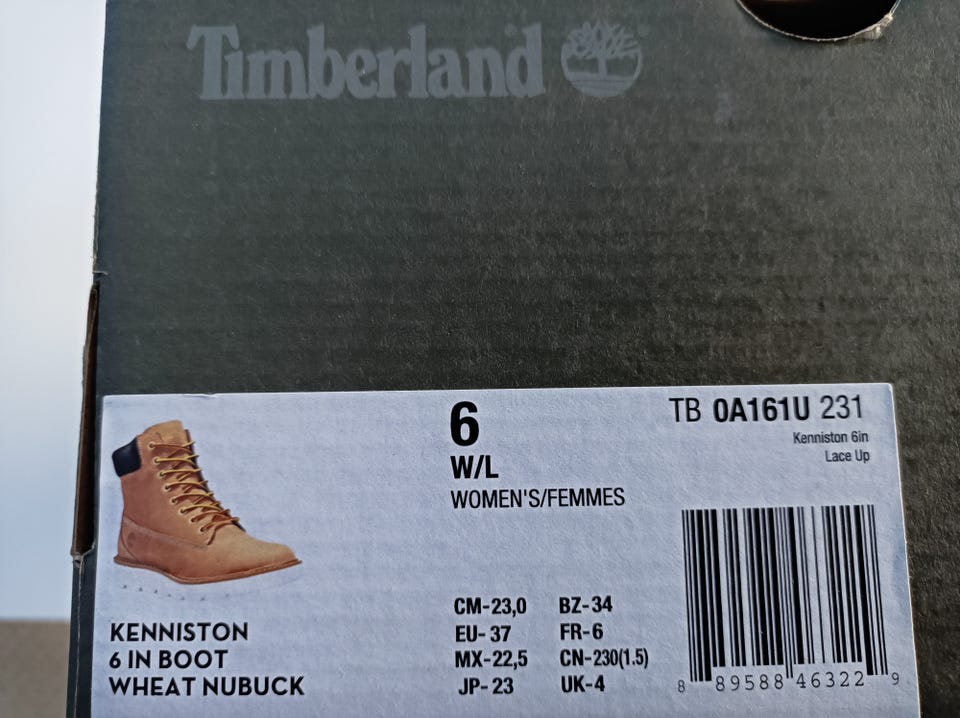 Timberland
6
W/L
WOMEN'S/FEMMES
TB 0A161U 231
Kenniston 6in
Lace Up
KENNISTON
6 IN BOOT
WHEAT NUBUCK
CM-23,0 BZ-34
EU-37 FR-6
MX-22,5 CN-230(1.5)
JP-23 UK-4
8 89588 46322 9